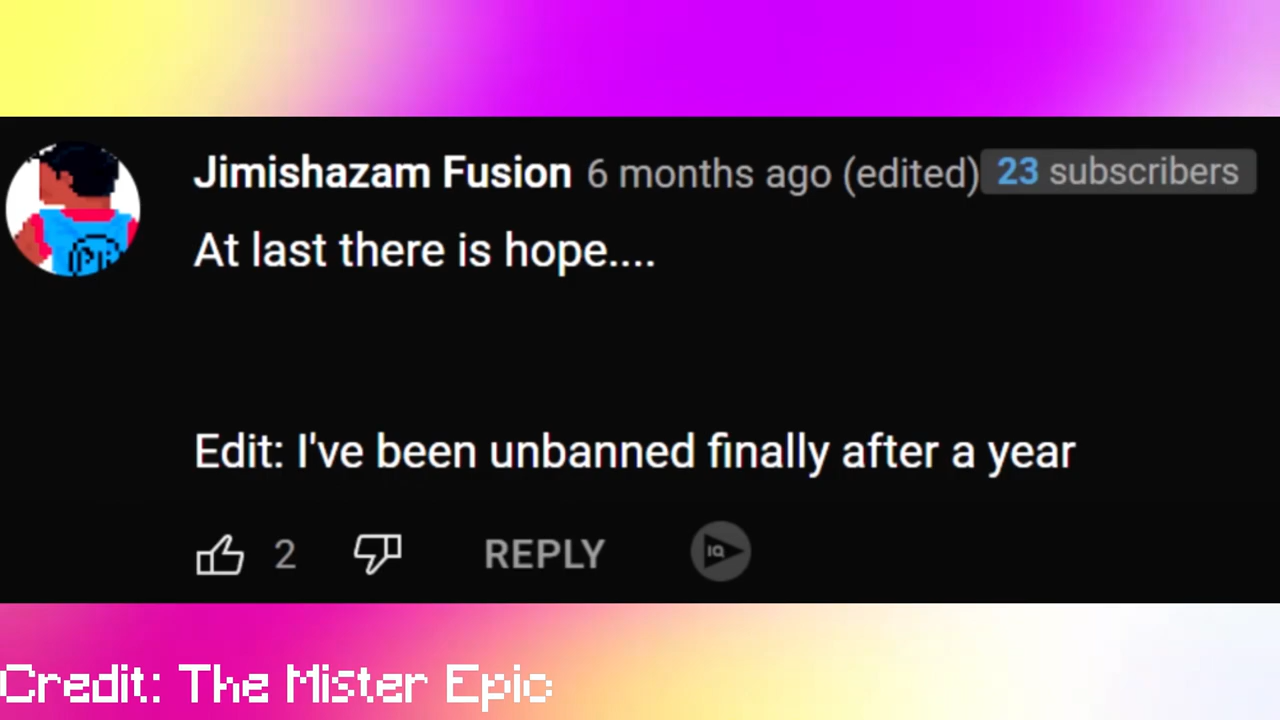 Jimishazam Fusion 6 months ago (edited) 23 subscribers
At last there is hope....
Edit: I've been unbanned finally after a year
2 REPLY IQ
Credit: The Mister Epic